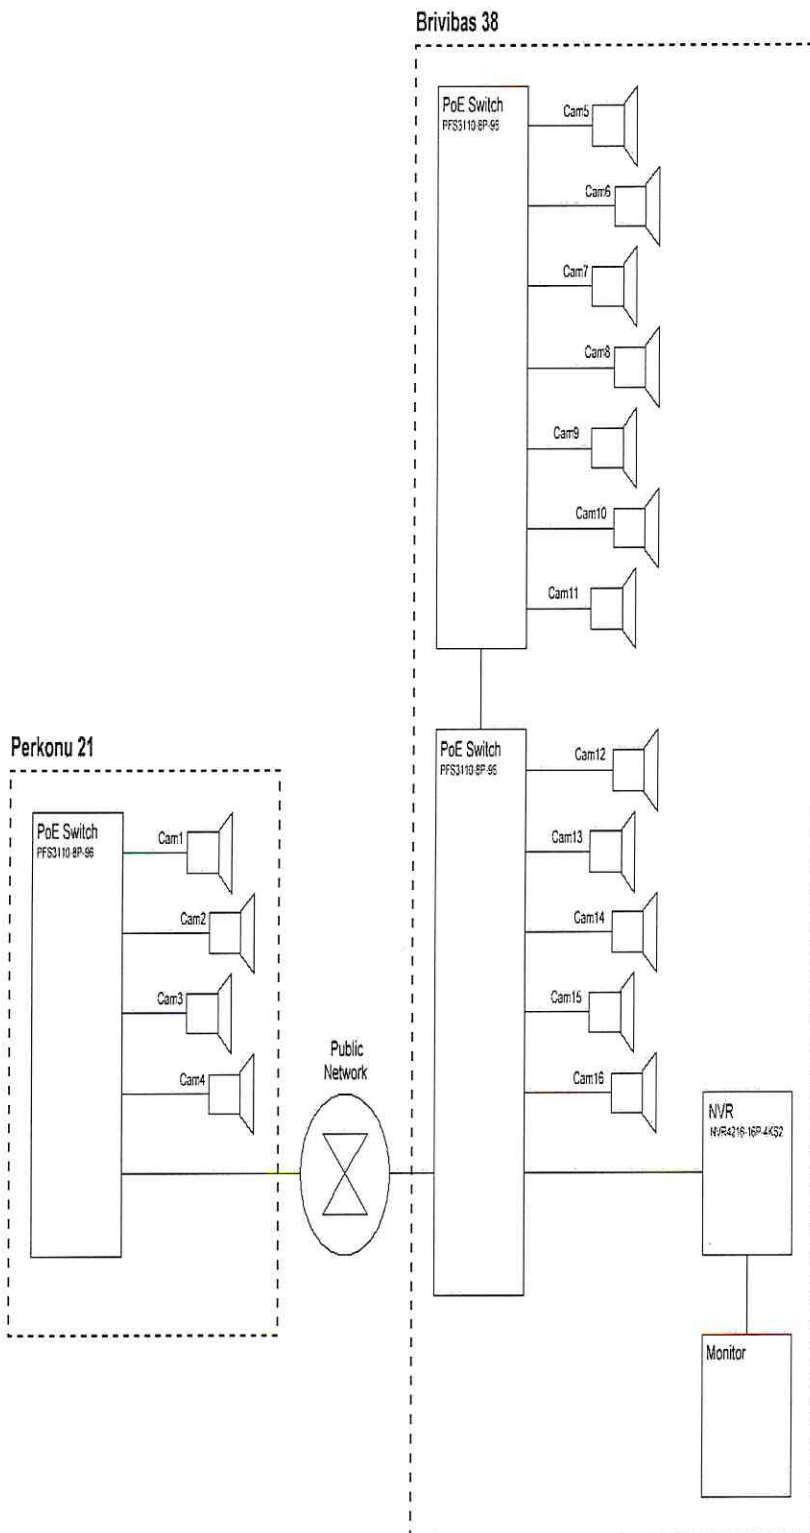 Brivibas 38
PoE Switch
PFS3110-8P-96
Cam5
Cam6
Cam7
Cam8
Cam9
Cam10
Cam11
PoE Switch
PFS3110-8P-96
Cam12
Cam13
Cam14
Cam15
Cam16
Perkonu 21
PoE Switch
PFS3110-8P-96
Cam1
Cam2
Cam3
Cam4
Public
Network
NVR
NVR4216-16P-4KS2
Monitor